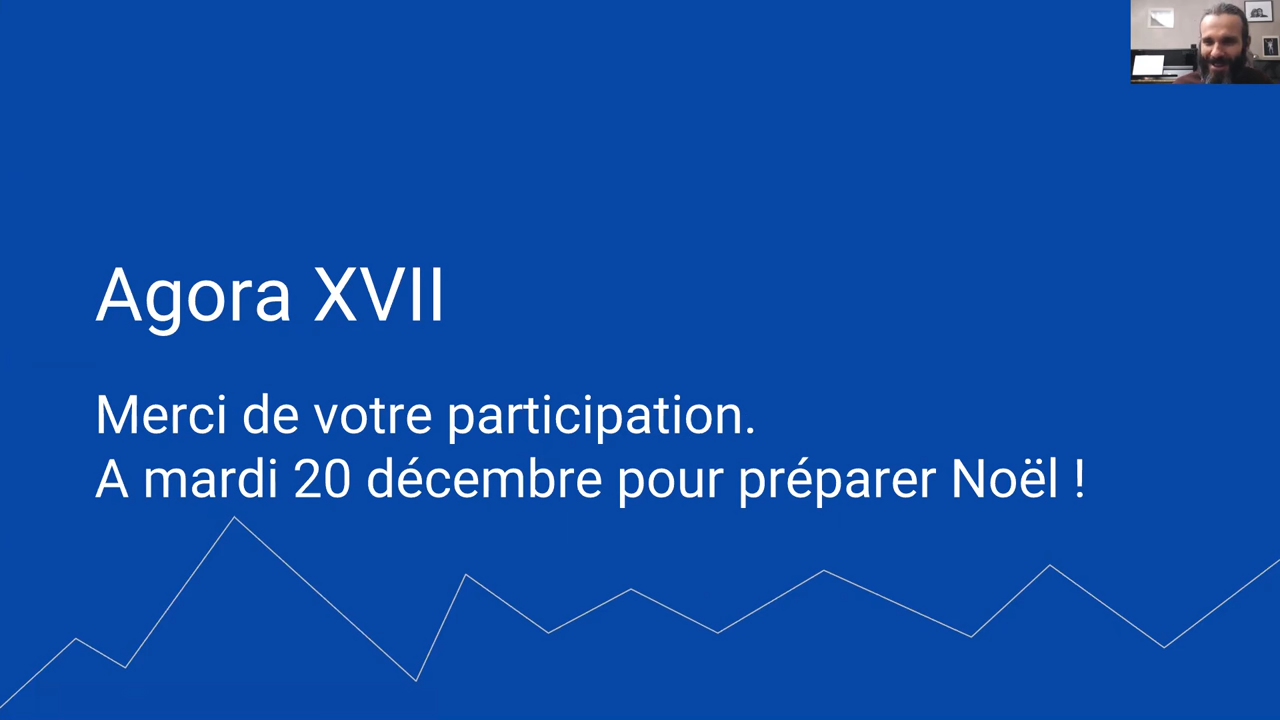 Agora XVII
Merci de votre participation.
A mardi 20 décembre pour préparer Noël !